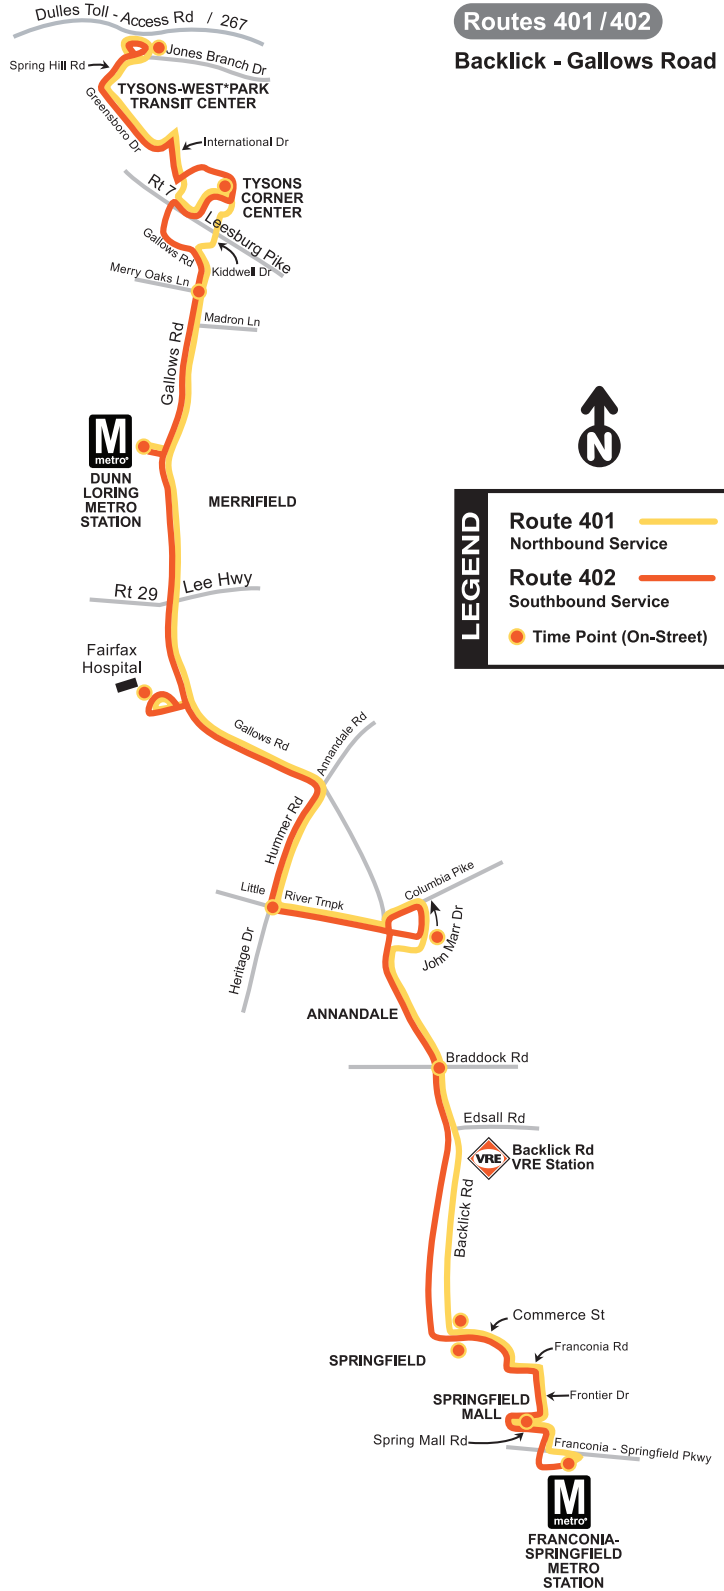 Routes 401/402
Backlick - Gallows Road
Dulles Toll - Access Rd / 267
Jones Branch Dr
Spring Hill Rd
TYSONS-WEST*PARK
TRANSIT CENTER
Greensboro Dr
International Dr
Rt 7
TYSONS
CORNER
CENTER
Leesburg Pike
Gallows Rd
Kiddwell Dr
Merry Oaks Ln
Madron Ln
Gallows Rd
M
metro
DUNN
LORING
METRO
STATION
MERRIFIELD
N
LEGEND
Route 401
Northbound Service
Route 402
Southbound Service
Time Point (On-Street)
Rt 29
Lee Hwy
Fairfax
Hospital
Gallows Rd
Annandale Rd
Hummer Rd
Little River Trnpk
Columbia Pike
John Marr Dr
Heritage Dr
ANNANDALE
Braddock Rd
Edsall Rd
VRE
Backlick Rd
VRE Station
Backlick Rd
Commerce St
Franconia Rd
SPRINGFIELD
Frontier Dr
SPRINGFIELD
MALL
Spring Mall Rd
Franconia - Springfield Pkwy
M
metro
FRANCONIA-
SPRINGFIELD
METRO
STATION